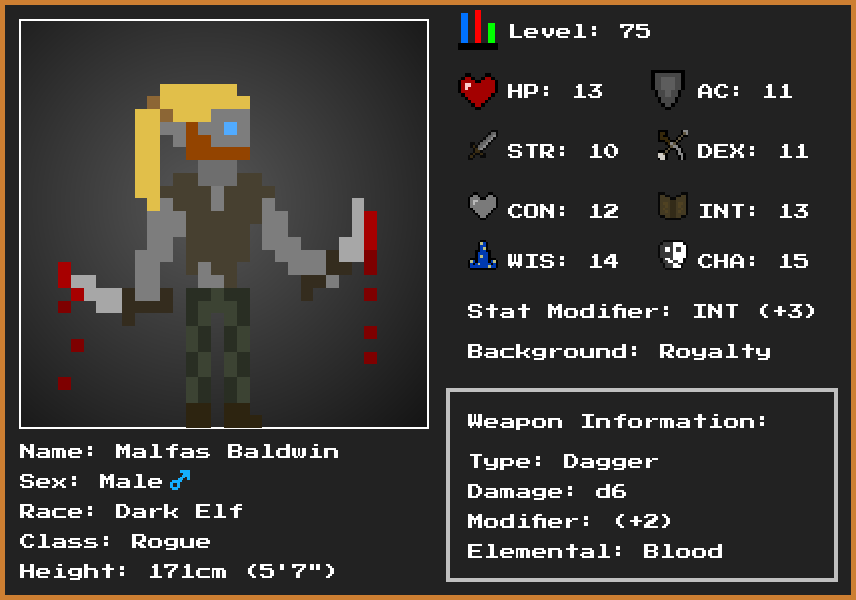 Level: 75
HP: 13 AC: 11
STR: 10 DEX: 11
CON: 12 INT: 13
WIS: 14 CHA: 15
Stat Modifier: INT (+3)
Background: Royalty
Weapon Information:
Type: Dagger
Damage: d6
Modifier: (+2)
Elemental: Blood
Name: Malfas Baldwin
Sex: Male♂
Race: Dark Elf
Class: Rogue
Height: 171cm (5'7")